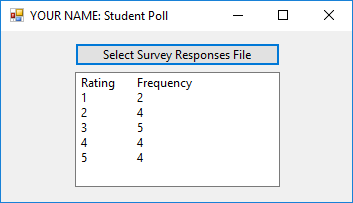 YOUR NAME: Student Poll
Select Survey Responses File
Rating Frequency
1 2
2 4
3 5
4 4
5 4